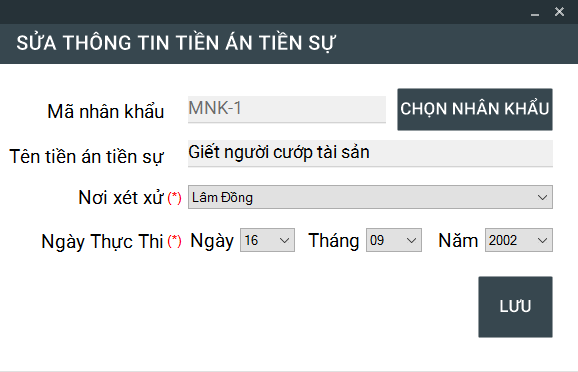 SỬA THÔNG TIN TIỀN ÁN TIỀN SỰ
Mã nhân khẩu MNK-1 CHỌN NHÂN KHẨU
Tên tiền án tiền sự Giết người cướp tài sản
Nơi xét xử (*) Lâm Đồng
Ngày Thực Thi (*) Ngày 16 Tháng 09 Năm 2002
LƯU